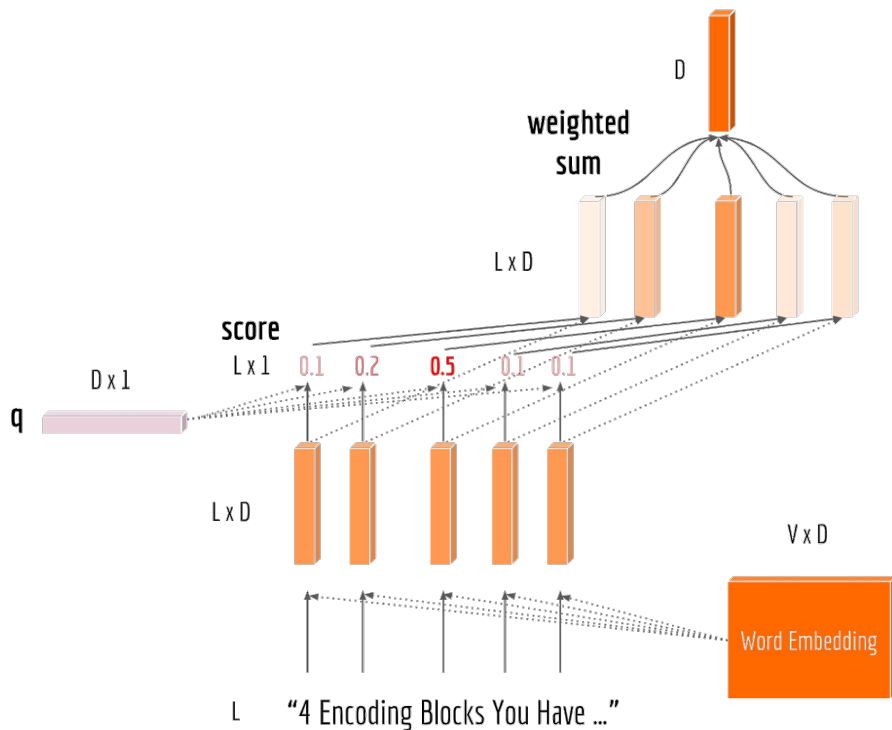 D
weighted
sum
L x D
score
L x 1 0.1 0.2 0.5 0.1 0.1
D x 1
q
L x D
V x D
Word Embedding
L "4 Encoding Blocks You Have ..."